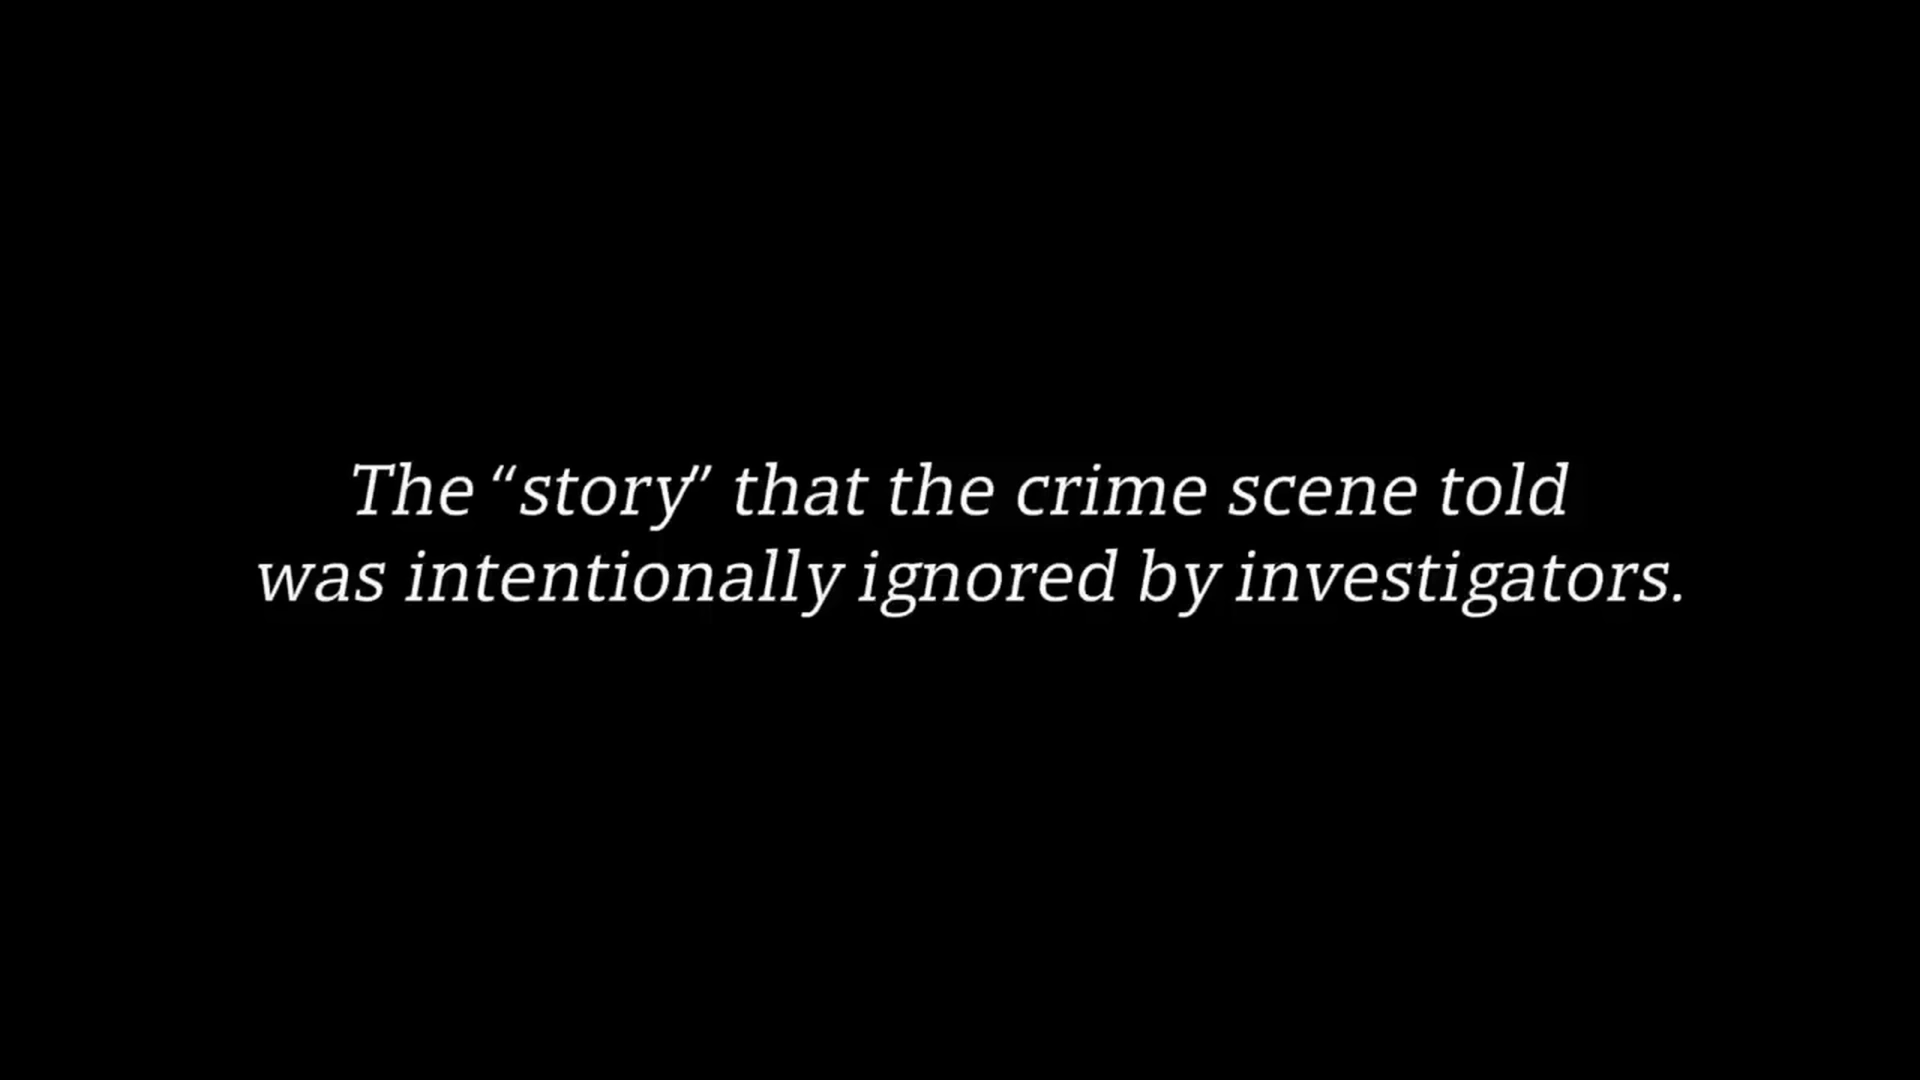 The “story” that the crime scene told
was intentionally ignored by investigators.